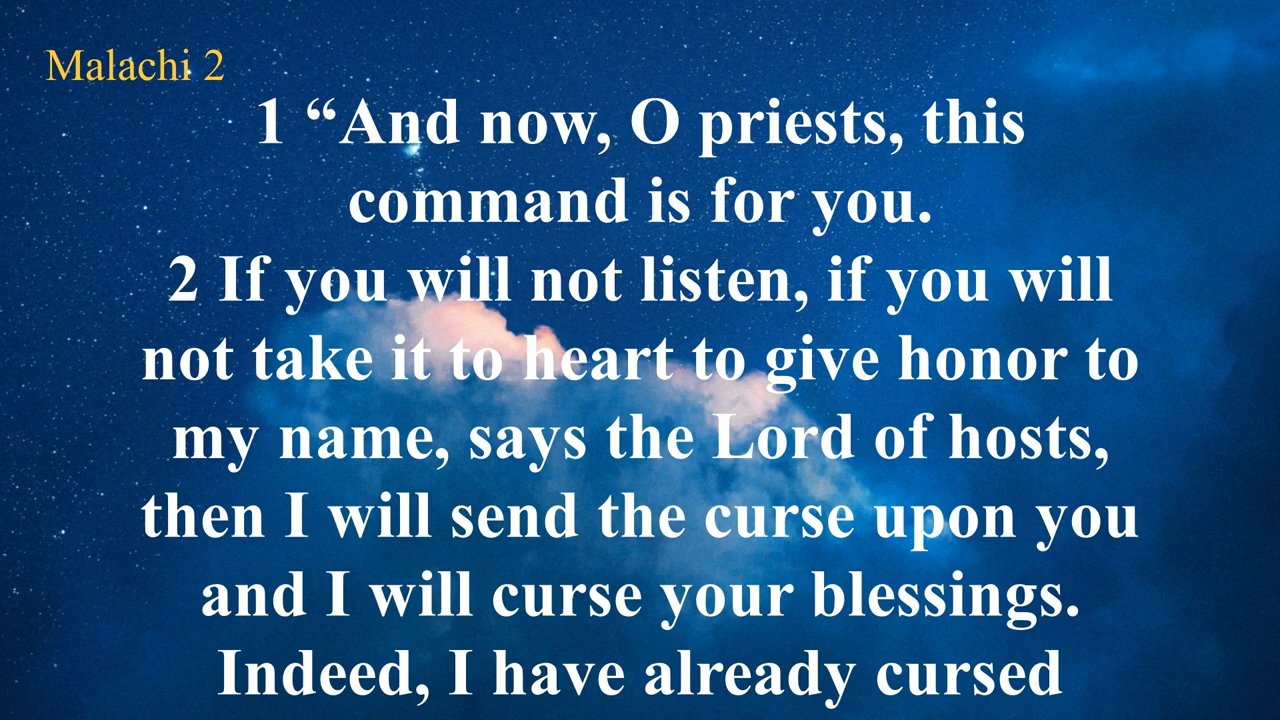 Malachi 2
1 “And now, O priests, this
command is for you.
2 If you will not listen, if you will
not take it to heart to give honor to
my name, says the Lord of hosts,
then I will send the curse upon you
and I will curse your blessings.
Indeed, I have already cursed